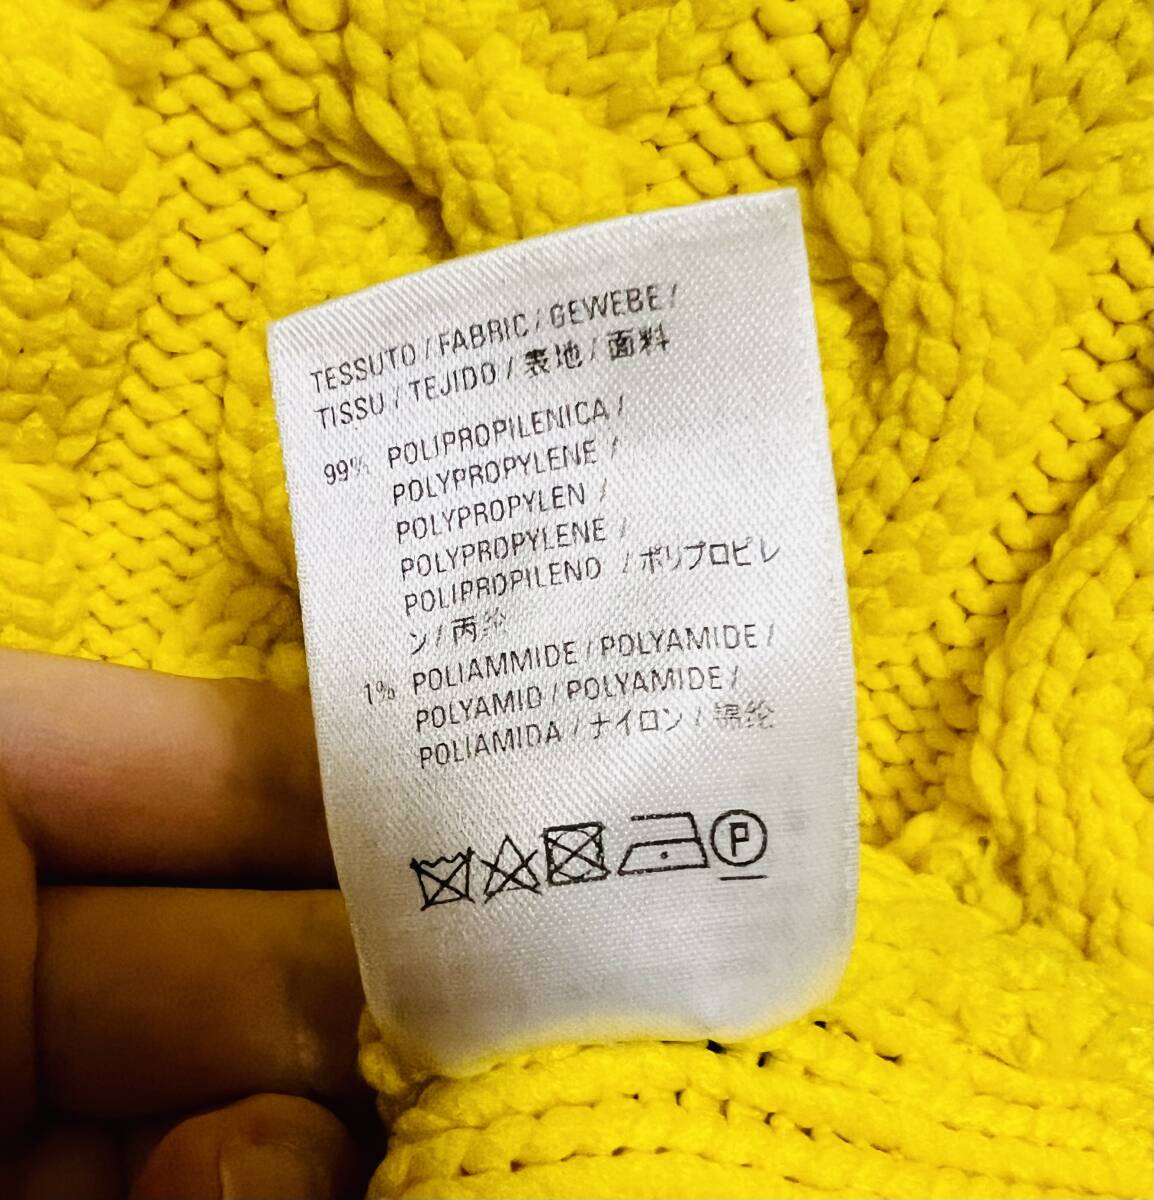 TESSUTO / FABRIC / GEWEBE /
TISSU / TEJIDO / 表地 / 面料
99% POLIPROPILENICA /
POLYPROPYLENE /
POLYPROPYLEN /
POLYPROPYLENE /
POLIPROPILENO / ポリプロピレ
ン / 丙纶
1% POLIAMMIDE / POLYAMIDE /
POLYAMID / POLYAMIDE /
POLIAMIDA / ナイロン / 锦纶
P